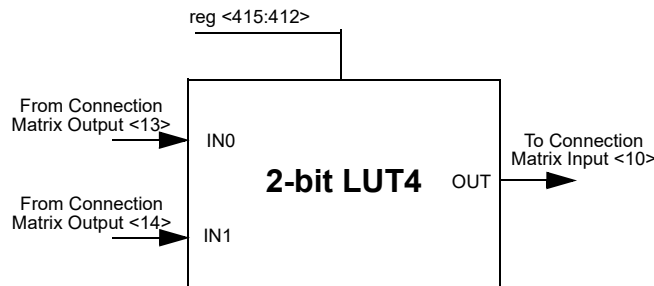 reg <415:412>
From Connection
Matrix Output <13>
IN0
To Connection
Matrix Input <10>
2-bit LUT4
OUT
From Connection
Matrix Output <14>
IN1